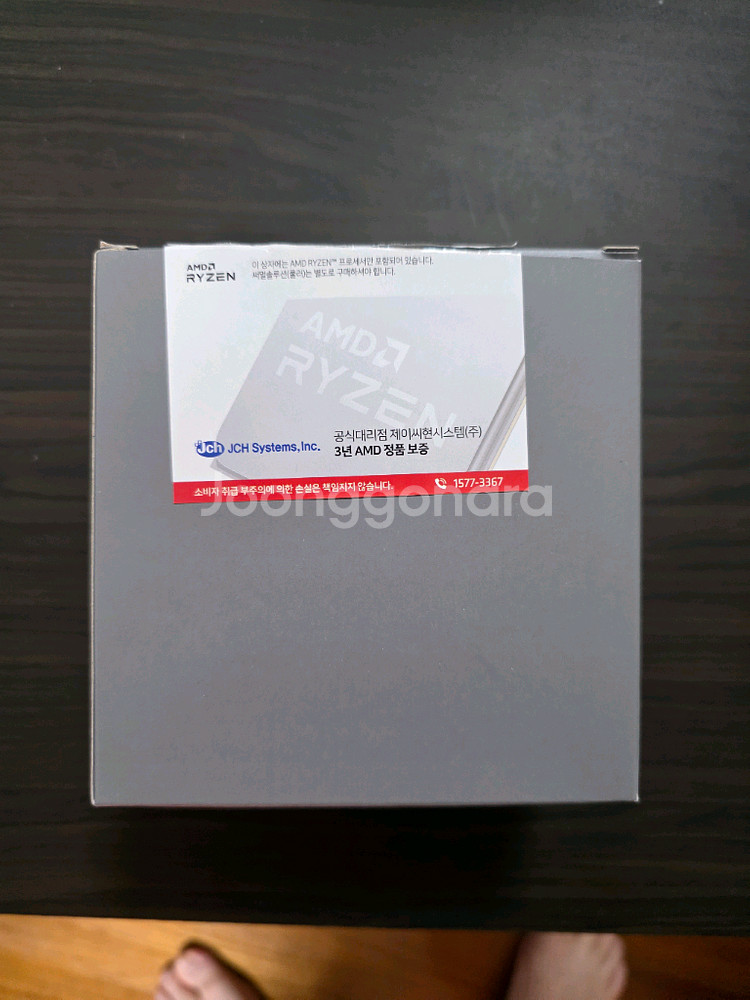 AMD
RYZEN
이 상자에는 AMD RYZEN™ 프로세서만 포함되어 있습니다.
써멀솔루션(쿨러)는 별도로 구매하셔야 합니다.
AMD
RYZEN
Jch JCH Systems, Inc.
공식대리점 제이씨현시스템(주)
3년 AMD 정품 보증
소비자 취급 부주의에 의한 손실은 책임지지 않습니다.
1577-3367
Joonggonara